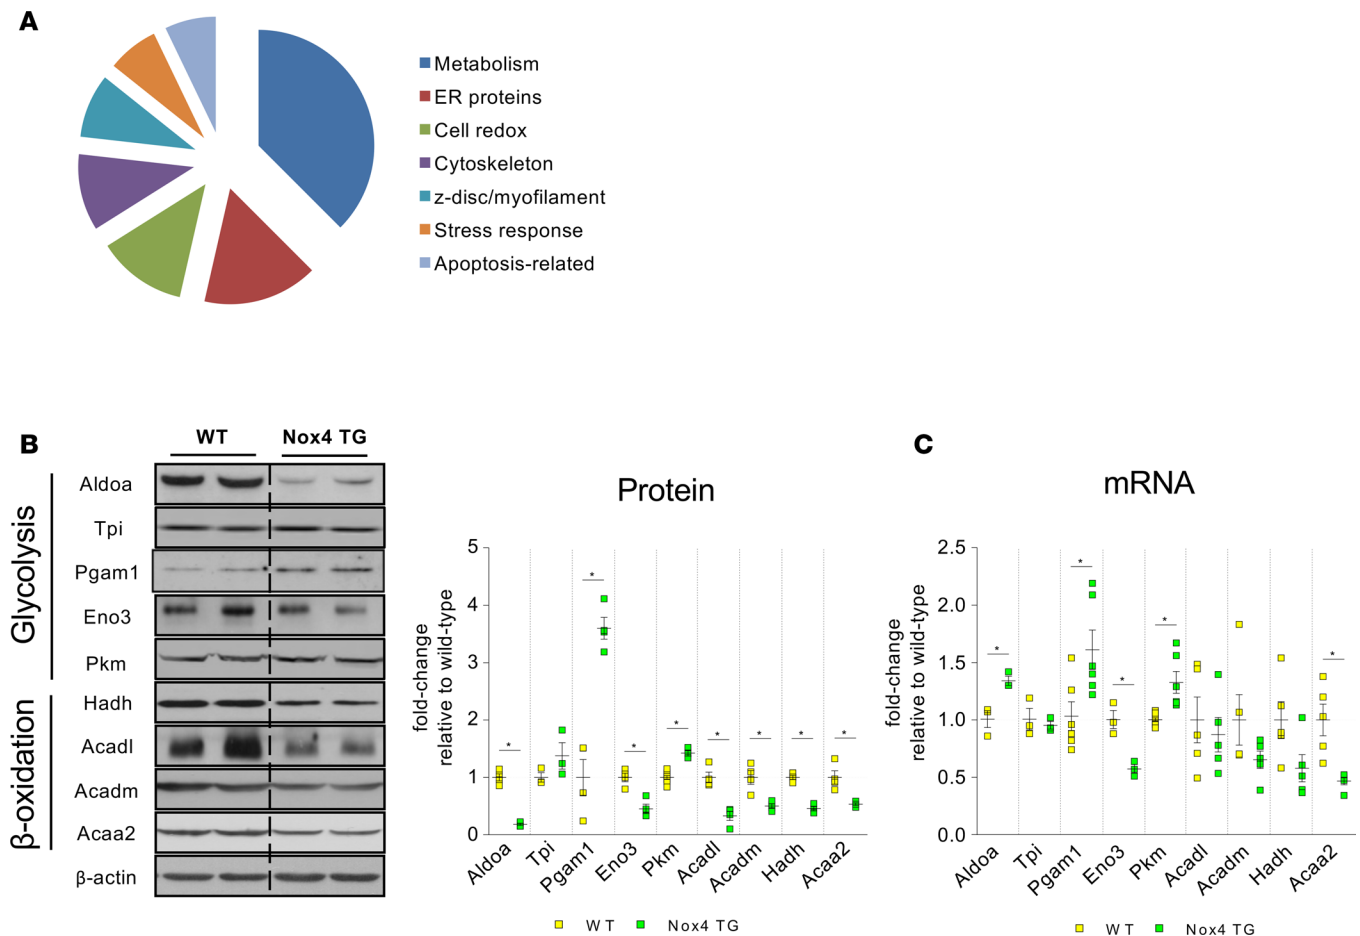 A
Metabolism
ER proteins
Cell redox
Cytoskeleton
z-disc/myofilament
Stress response
Apoptosis-related
B
WT
Nox4 TG
Glycolysis
β-oxidation
Aldoa
Tpi
Pgam1
Eno3
Pkm
Hadh
Acadl
Acadm
Acaa2
β-actin
Protein
fold-change
relative to wild-type
5
4
3
2
1
0
* * * * * * * *
Aldoa
Tpi
Pgam1
Eno3
Pkm
Acadl
Acadm
Hadh
Acaa2
WT
Nox4 TG
C
mRNA
fold-change
relative to wild-type
2.5
2.0
1.5
1.0
0.5
0.0
* * * * *
Aldoa
Tpi
Pgam1
Eno3
Pkm
Acadl
Acadm
Hadh
Acaa2
WT
Nox4 TG